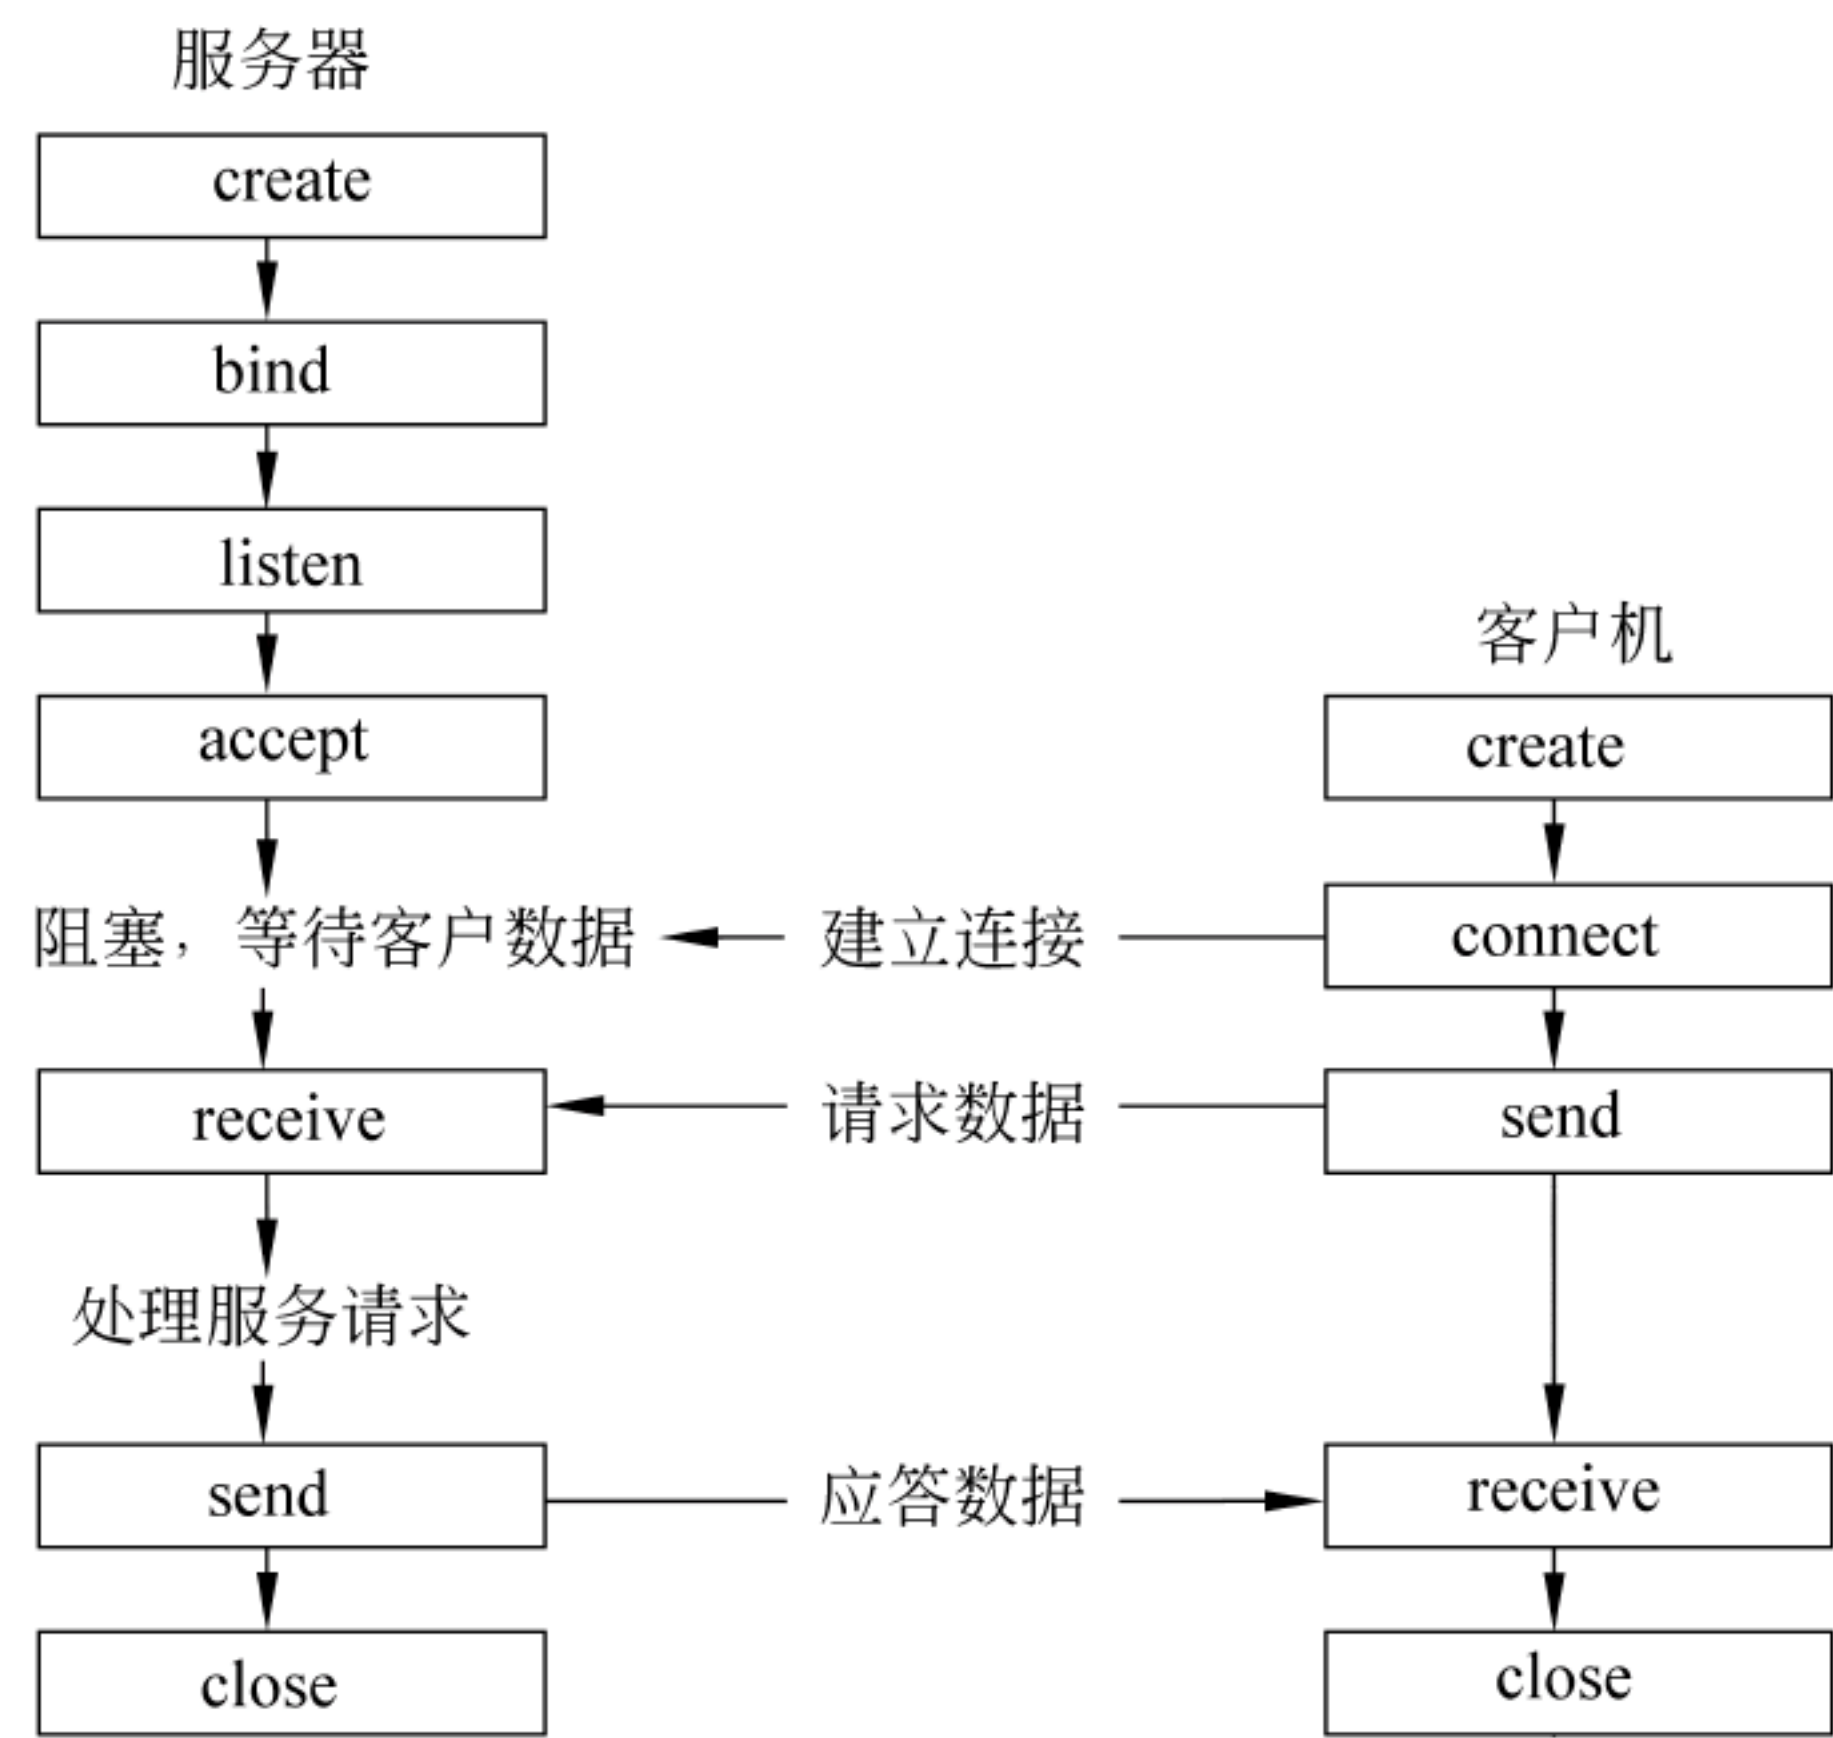 服务器
create
bind
listen
accept
客户机
create
阻塞，等待客户数据
建立连接
connect
receive
请求数据
send
处理服务请求
send
应答数据
receive
close
close